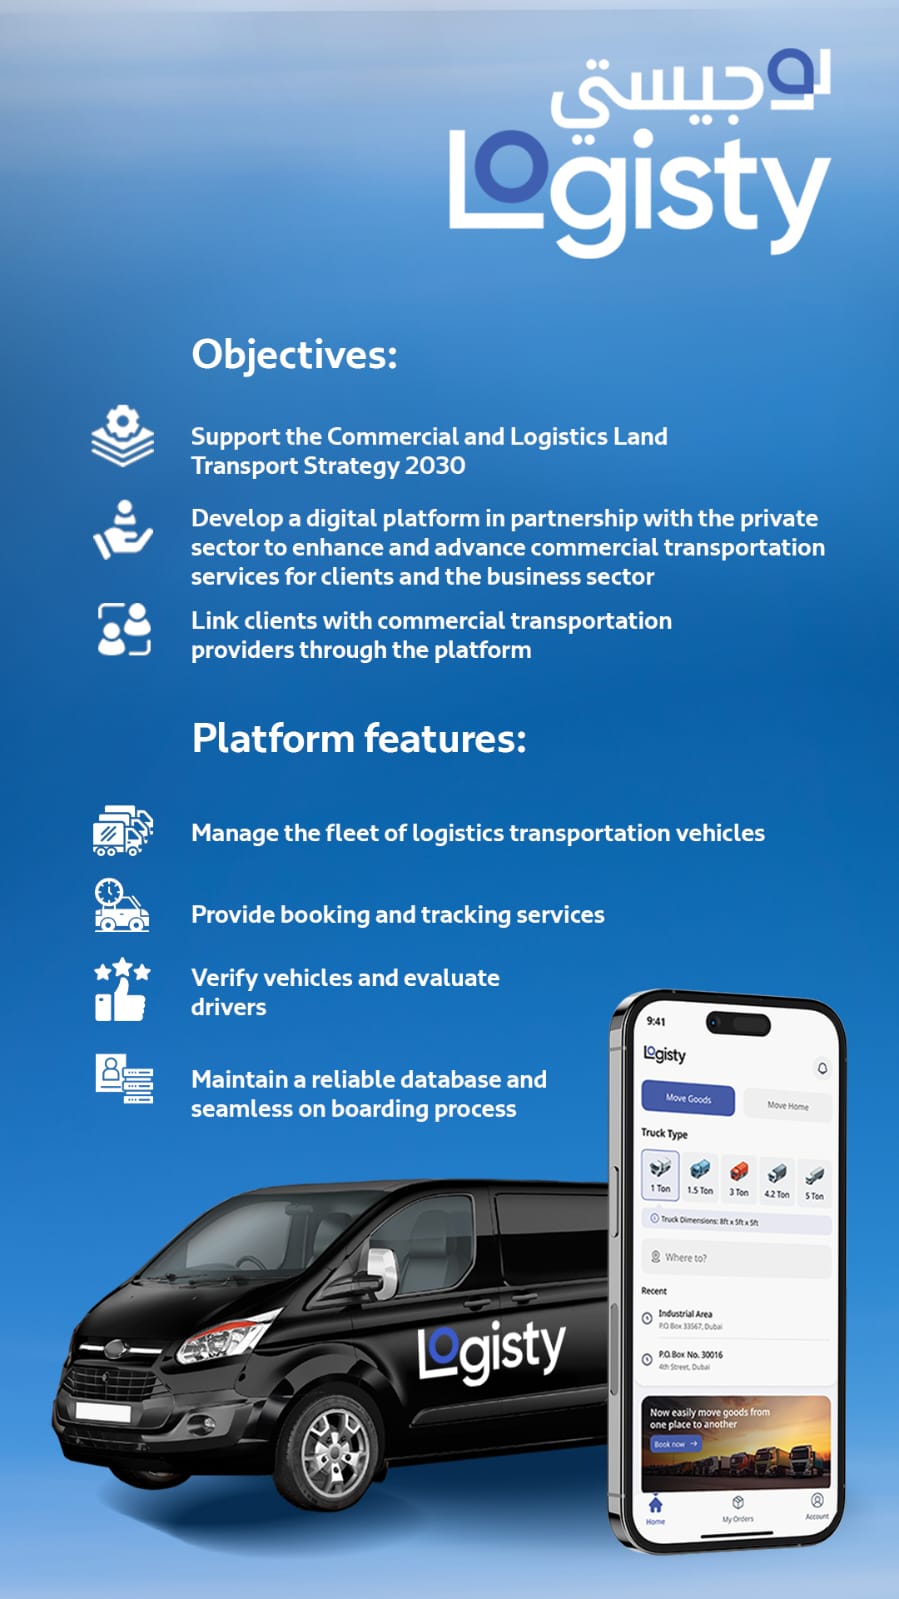 لوجيستي
Logisty
Objectives:
Support the Commercial and Logistics Land
Transport Strategy 2030
Develop a digital platform in partnership with the private
sector to enhance and advance commercial transportation
services for clients and the business sector
Link clients with commercial transportation
providers through the platform
Platform features:
Manage the fleet of logistics transportation vehicles
Provide booking and tracking services
Verify vehicles and evaluate
drivers
Maintain a reliable database and
seamless on boarding process
Logisty
9:41
Logisty
Move Goods
Move Home
Truck Type
1 Ton
1.5 Ton
3 Ton
4.2 Ton
5 Ton
Truck Dimensions: 8ft x 5ft x 5ft
Where to?
Recent
Industrial Area
P.O.Box 33567, Dubai
P.O.Box No. 30016
4th Street, Dubai
Now easily move goods from
one place to another
Book now →
Home
My Orders
Account